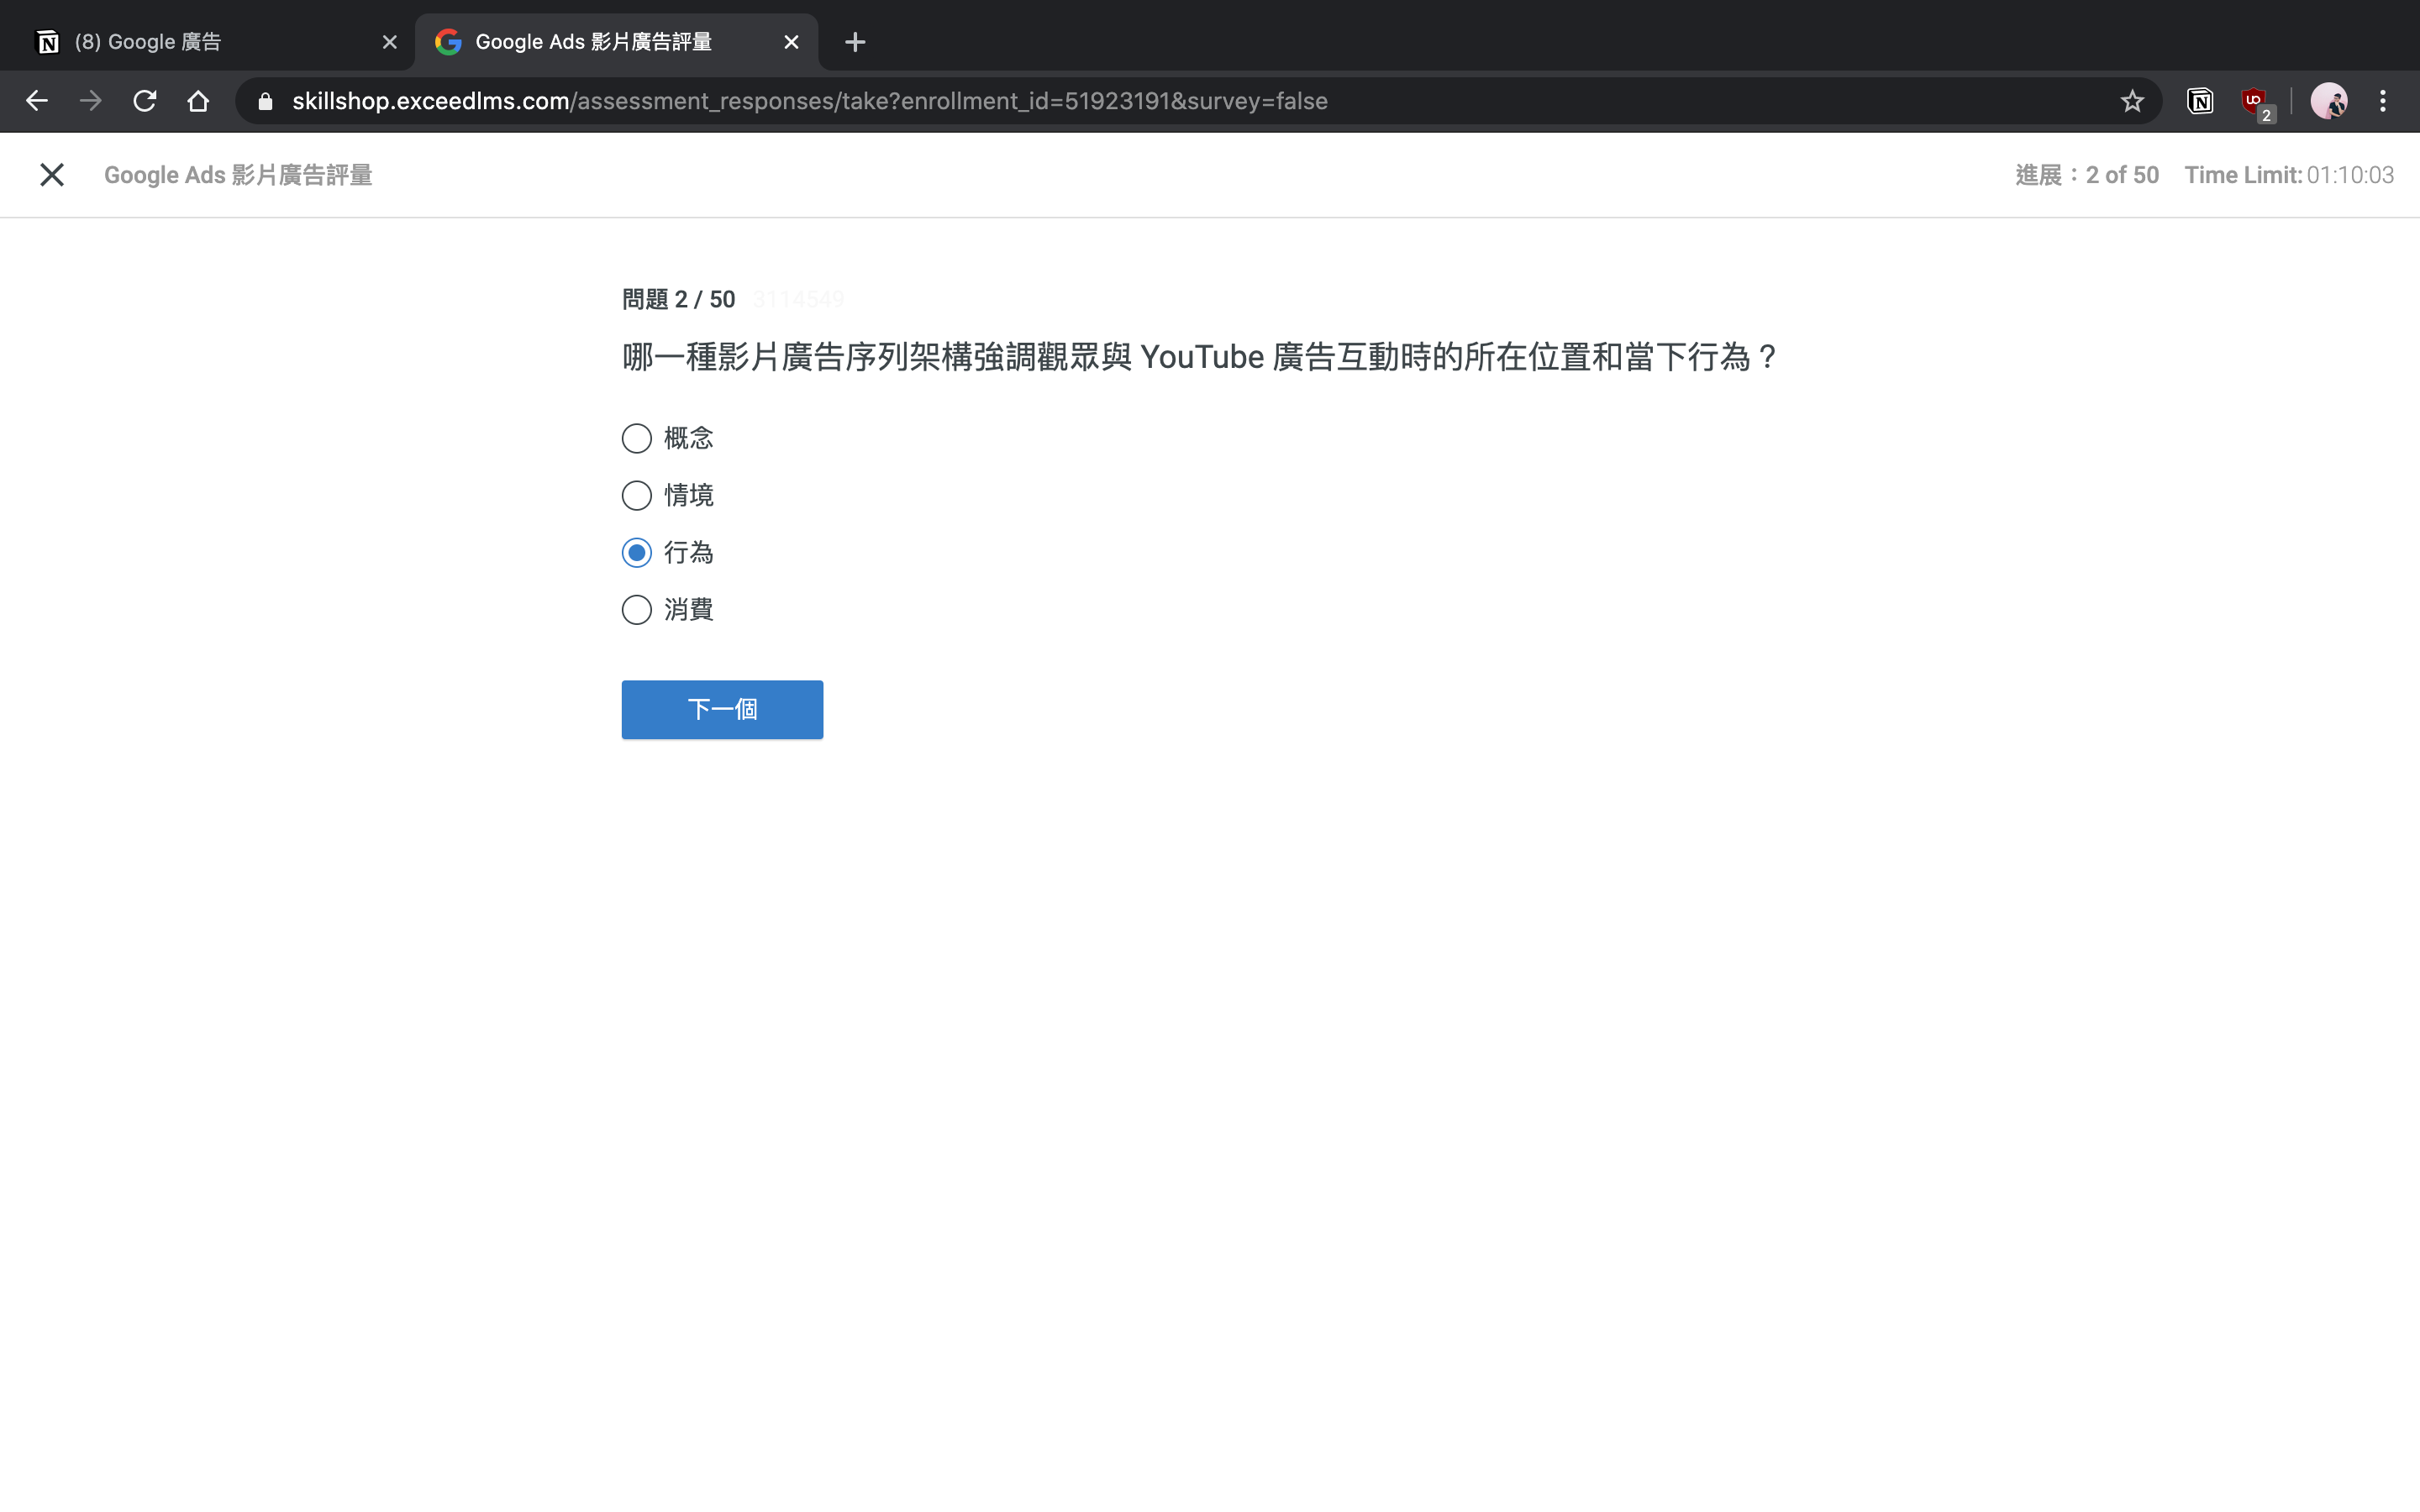 (8) Google 廣告
Google Ads 影片廣告評量
skillshop.exceedlms.com/assessment_responses/take?enrollment_id=51923191&survey=false
2
Google Ads 影片廣告評量
進展：2 of 50 Time Limit: 01:10:03
問題 2 / 50 3114549
哪一種影片廣告序列架構強調觀眾與 YouTube 廣告互動時的所在位置和當下行為？
概念
情境
行為
消費
下一個